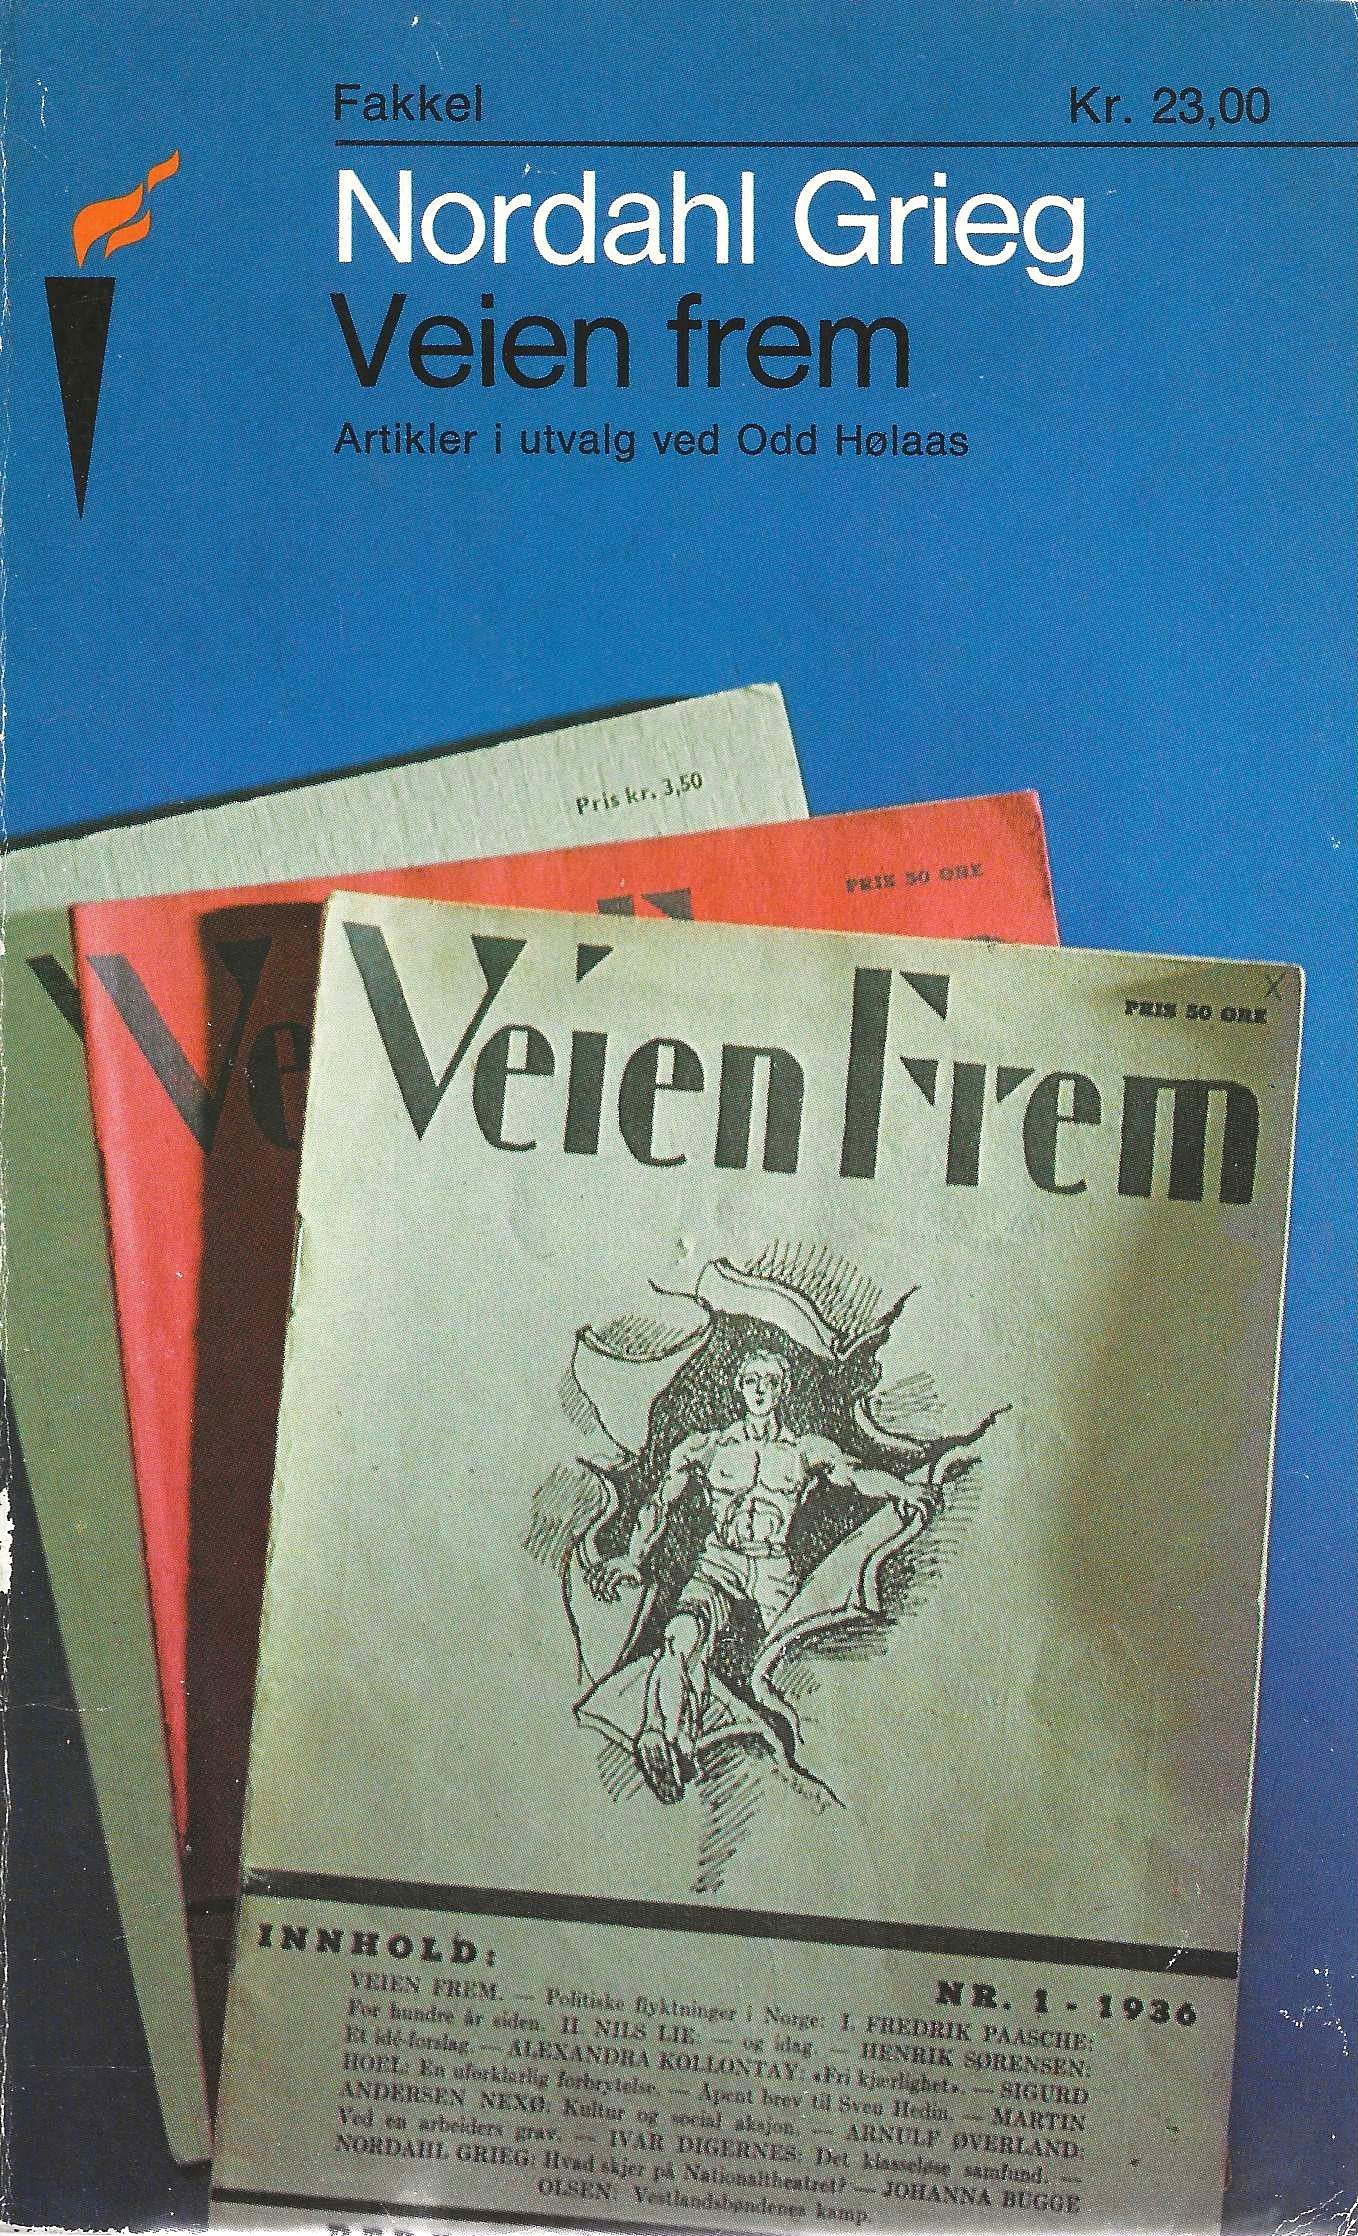 Fakkel
Kr. 23,00
Nordahl Grieg
Veien frem
Artikler i utvalg ved Odd Hølaas
Pris kr. 3,50
PRIS 50 ØRE
Ve
PRIS 50 ØRE
X
Veien Frem
INNHOLD:
NR. 1 - 1936
VEIEN FREM. — Politiske flyktninger i Norge: I. FREDRIK PAASCHE:
For hundre år siden. II. NILS LIE: — og idag. — HENRIK SØRENSEN:
Et idé-forslag. — ALEXANDRA KOLLONTAY: «Fri kjærlighet». — SIGURD
HOEL: En uforklarlig forbrytelse. — Åpent brev til Sven Hedin. — MARTIN
ANDERSEN NEXØ: Kultur og social aksjon. — ARNULF ØVERLAND:
Ved en arbeiders grav. — IVAR DIGERNES: Det klasseløse samfund. —
NORDAHL GRIEG: Hvad skjer på Nationaltheatret? — JOHANNA BUGGE
OLSEN: Vestlandsbøndenes kamp.